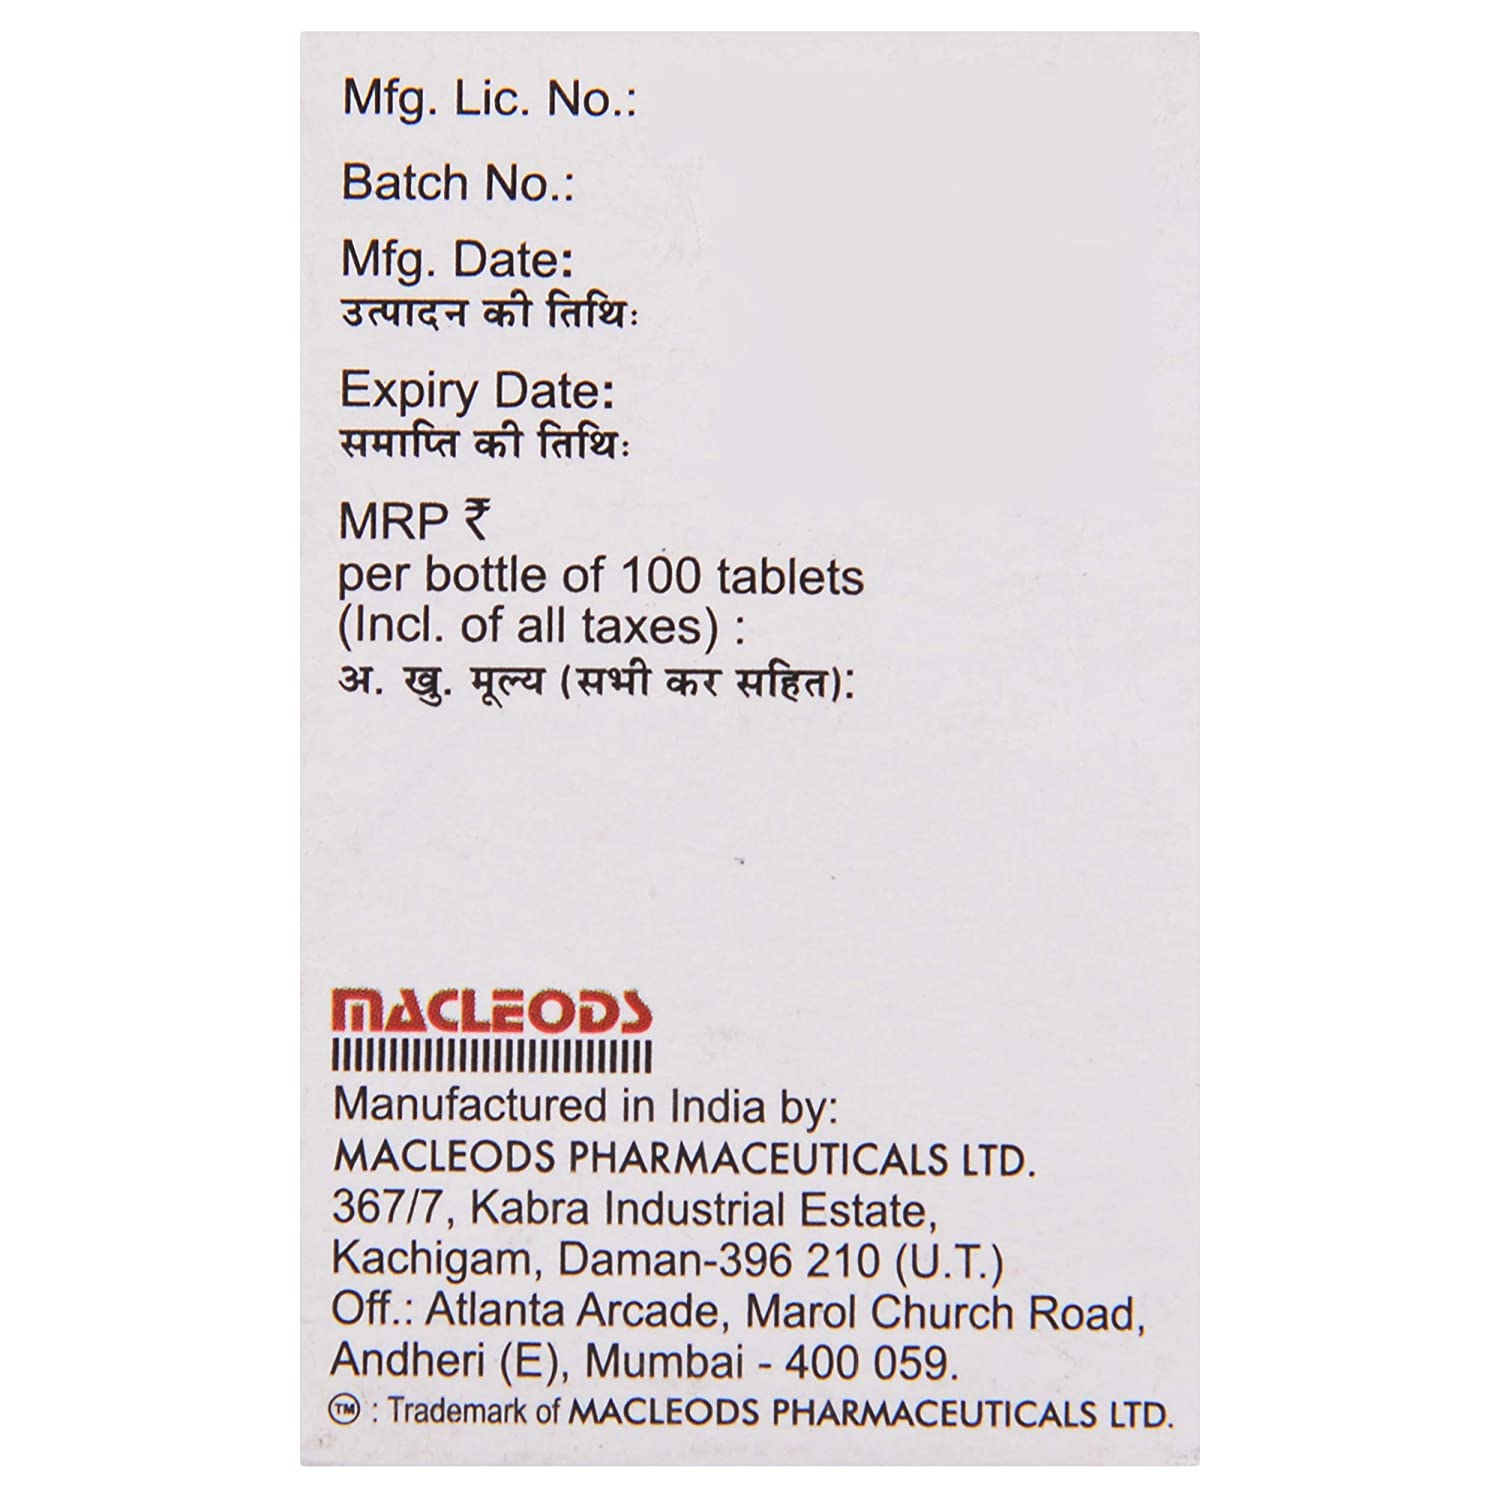 Mfg. Lic. No.:
Batch No.:
Mfg. Date:
उत्पादन की तिथिः
Expiry Date:
समाप्ति की तिथिः
MRP ₹
per bottle of 100 tablets
(Incl. of all taxes) :
अ. खु. मूल्य (सभी कर सहित):
MACLEODS
Manufactured in India by:
MACLEODS PHARMACEUTICALS LTD.
367/7, Kabra Industrial Estate,
Kachigam, Daman-396 210 (U.T.)
Off.: Atlanta Arcade, Marol Church Road,
Andheri (E), Mumbai - 400 059.
TM : Trademark of MACLEODS PHARMACEUTICALS LTD.